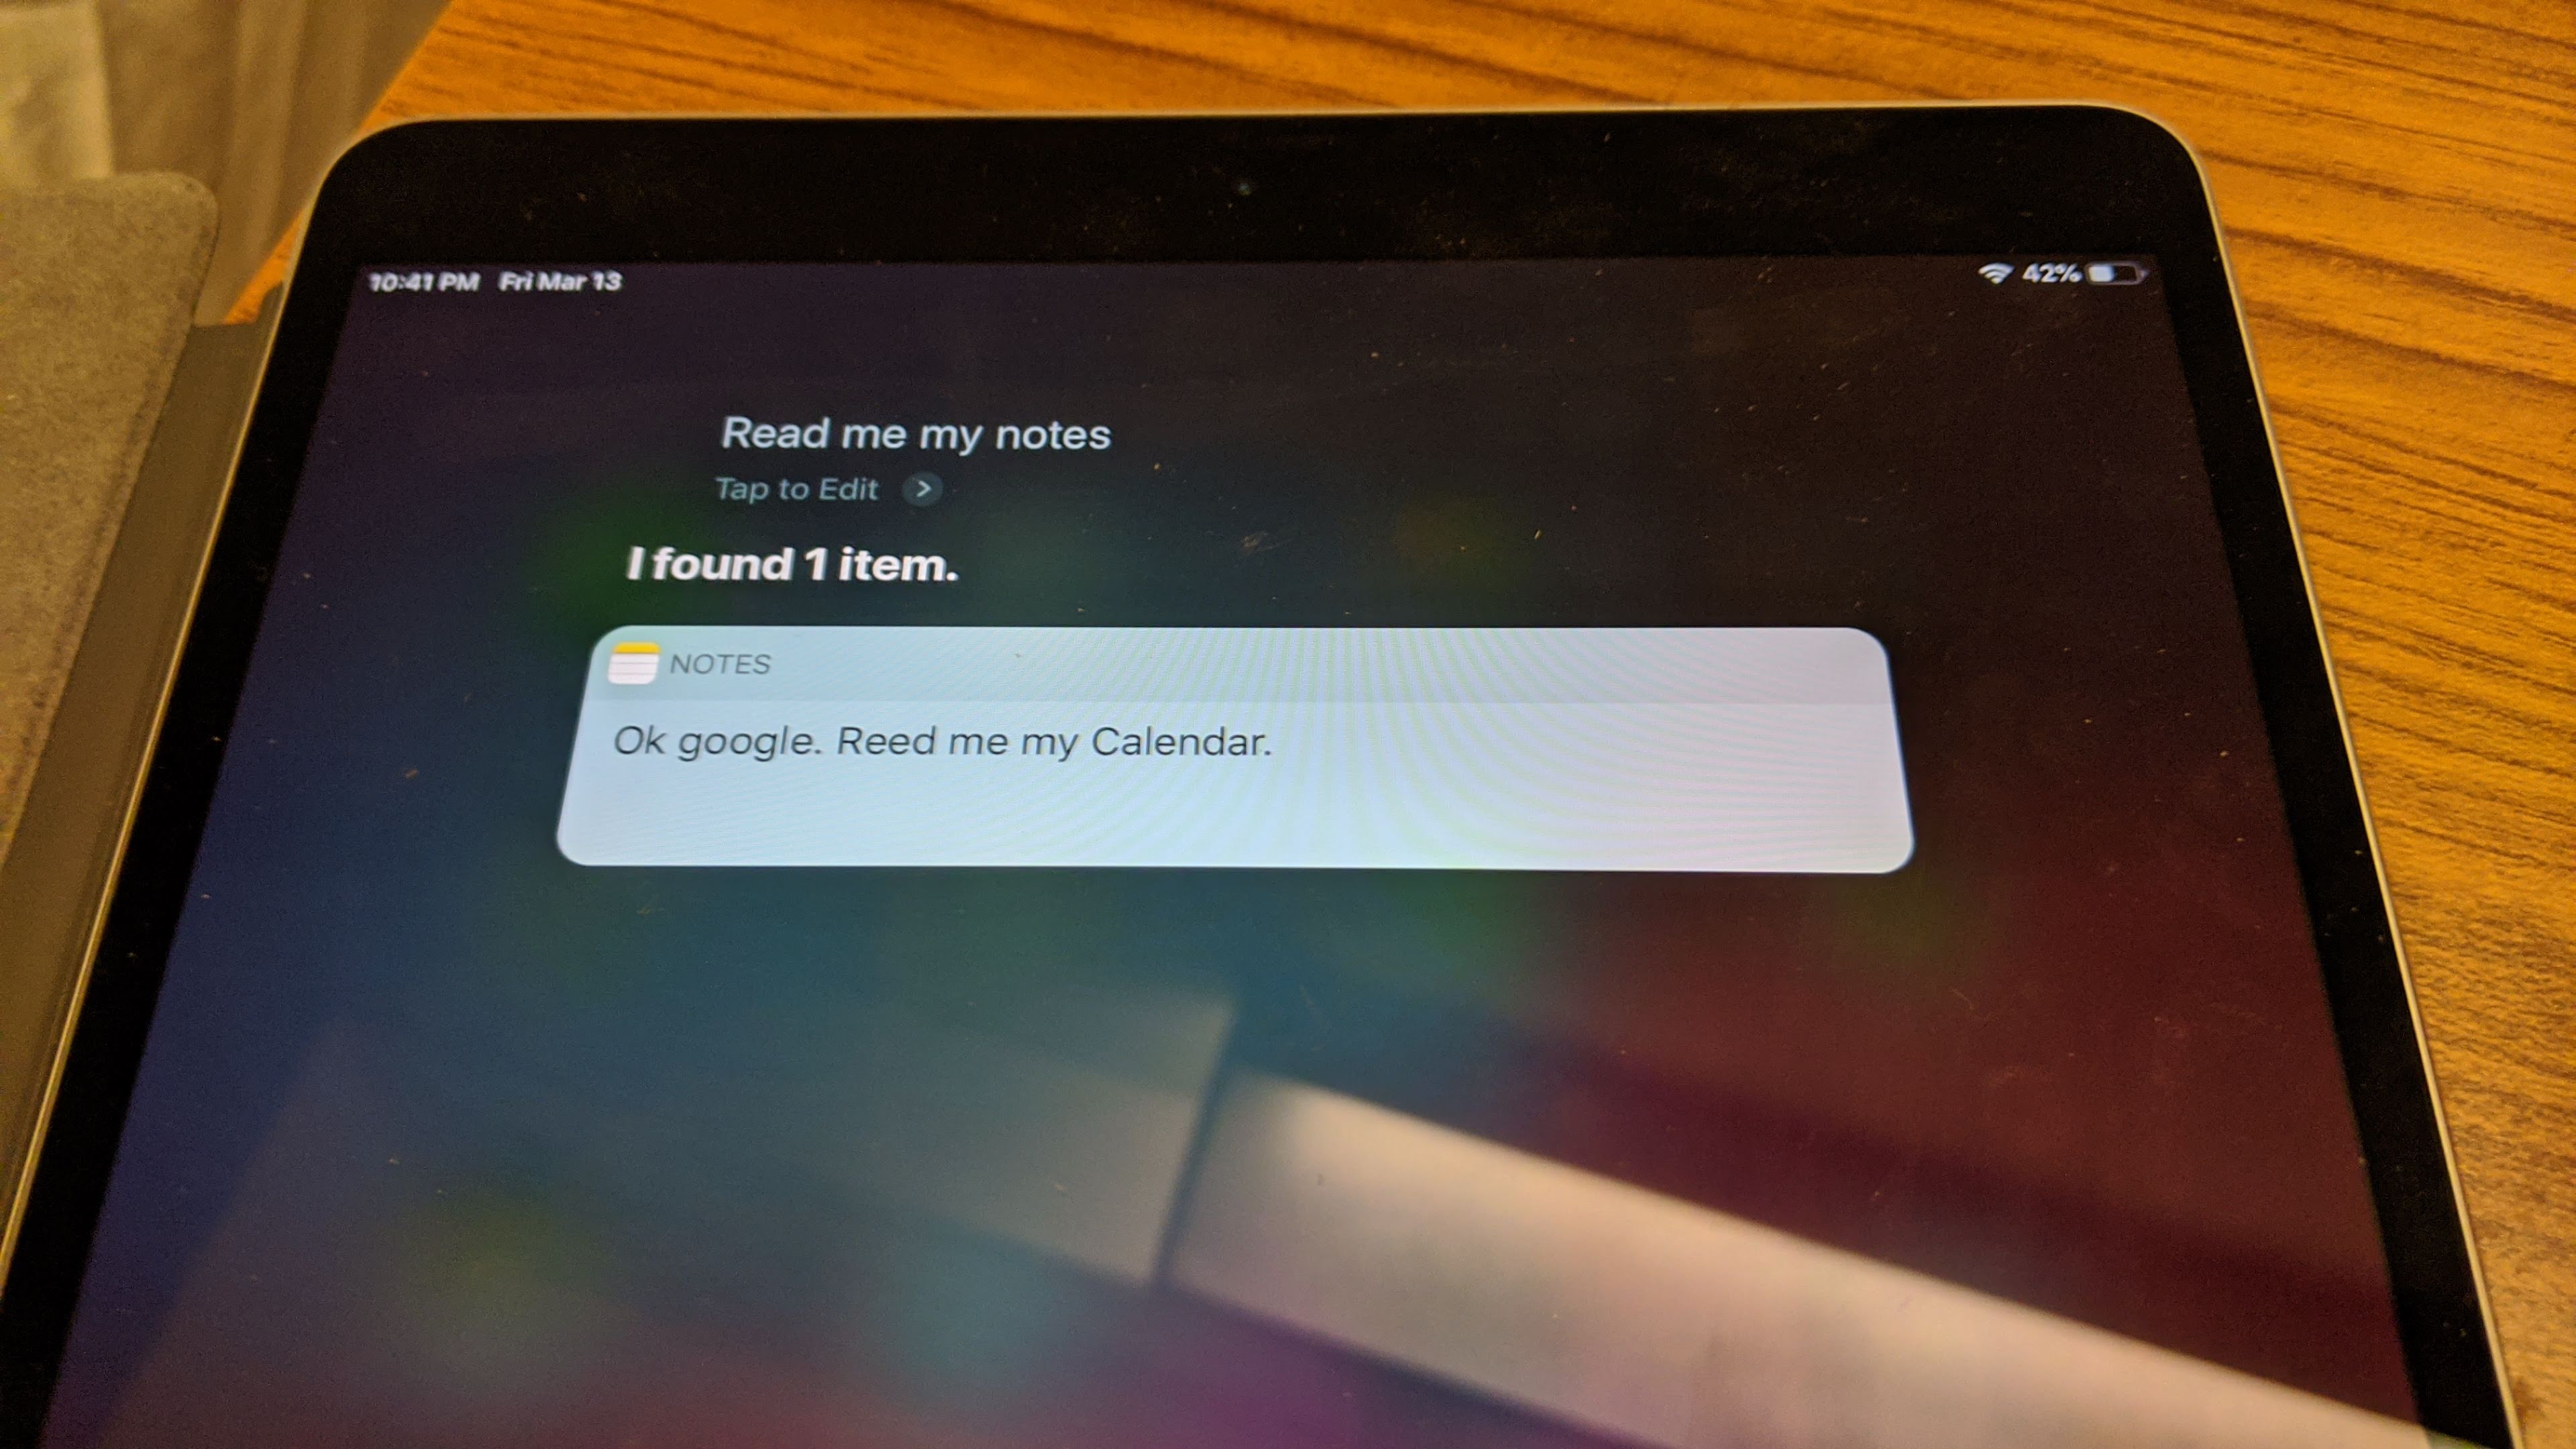 10:41 PM Fri Mar 13 42%
Read me my notes
Tap to Edit >
I found 1 item.
NOTES
Ok google. Reed me my Calendar.